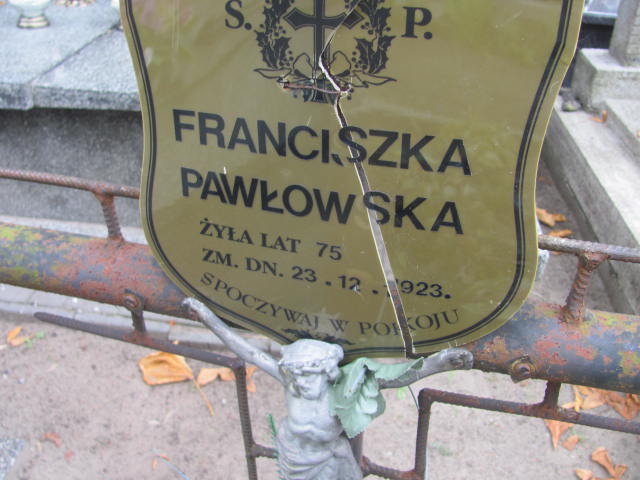 Ś. P.
FRANCISZKA
PAWŁOWSKA
ŻYŁA LAT 75
ZM. DN. 23.12.1923.
SPOCZYWAJ W POKOJU